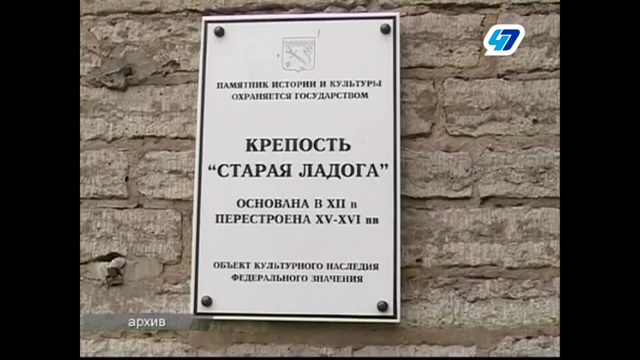 47
ПАМЯТНИК ИСТОРИИ И КУЛЬТУРЫ
ОХРАНЯЕТСЯ ГОСУДАРСТВОМ
КРЕПОСТЬ
“СТАРАЯ ЛАДОГА”
ОСНОВАНА В XII в
ПЕРЕСТРОЕНА XV-XVI вв
ОБЪЕКТ КУЛЬТУРНОГО НАСЛЕДИЯ
ФЕДЕРАЛЬНОГО ЗНАЧЕНИЯ
архив